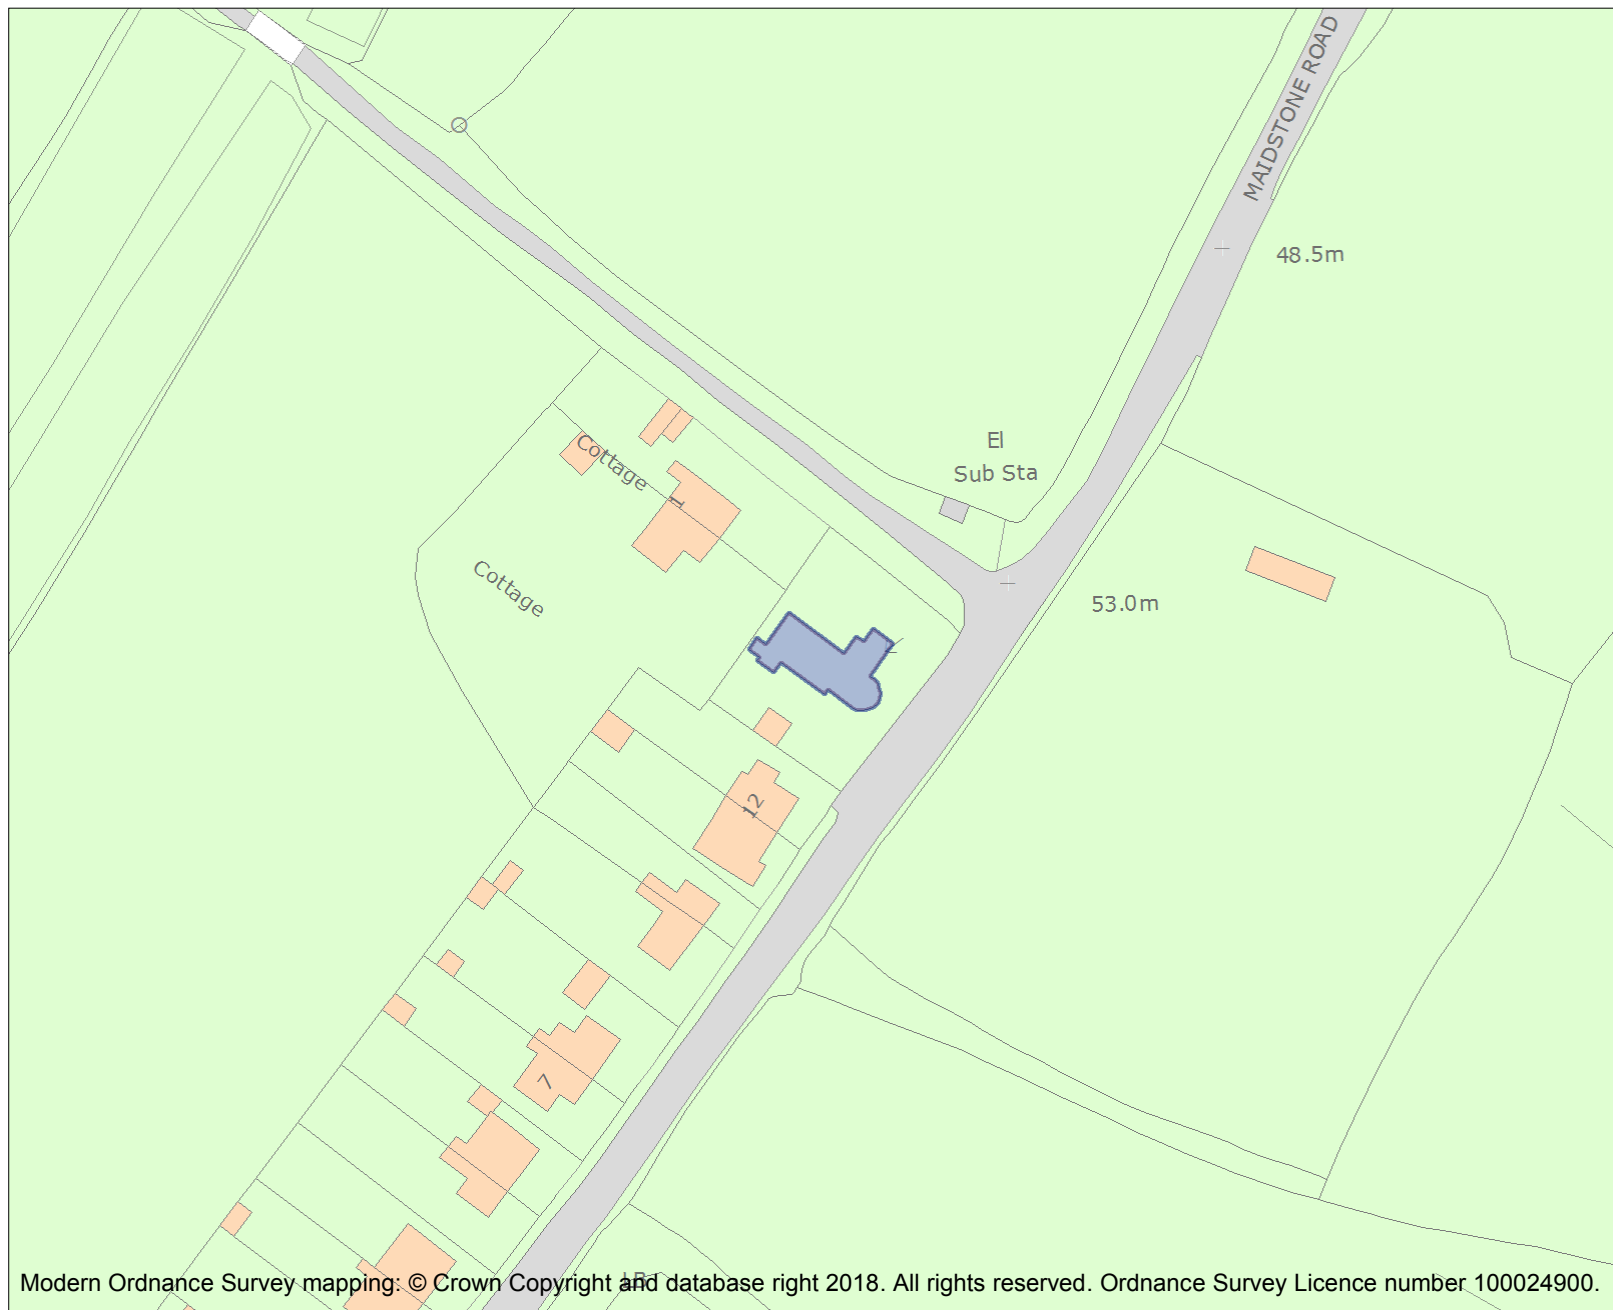 MAIDSTONE ROAD
48.5m
El
Sub Sta
Cottage
1
Cottage
53.0m
12
7
LB
Modern Ordnance Survey mapping: © Crown Copyright and database right 2018. All rights reserved. Ordnance Survey Licence number 100024900.